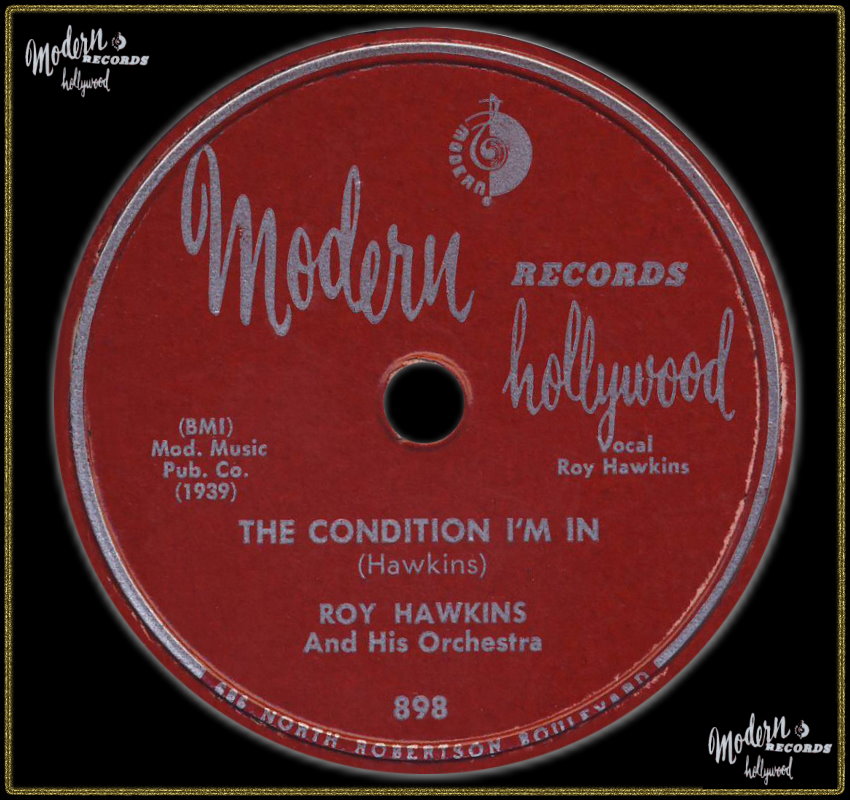 Modern RECORDS
hollywood
MODERN
Modern RECORDS
hollywood
(BMI)
Mod. Music
Pub. Co.
(1939)
Vocal
Roy Hawkins
THE CONDITION I'M IN
(Hawkins)
ROY HAWKINS
And His Orchestra
898
NORTH ROBERTSON BOULEVARD
Modern RECORDS
hollywood